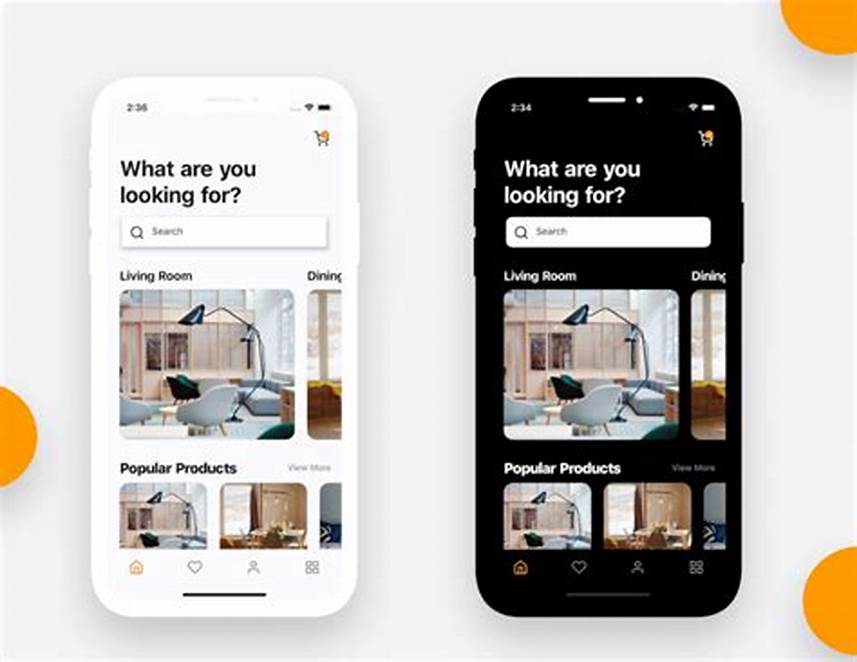 2:36
What are you
looking for?
Search
Living Room
Dining
Popular Products
View More
2:34
What are you
looking for?
Search
Living Room
Dining
Popular Products
View More